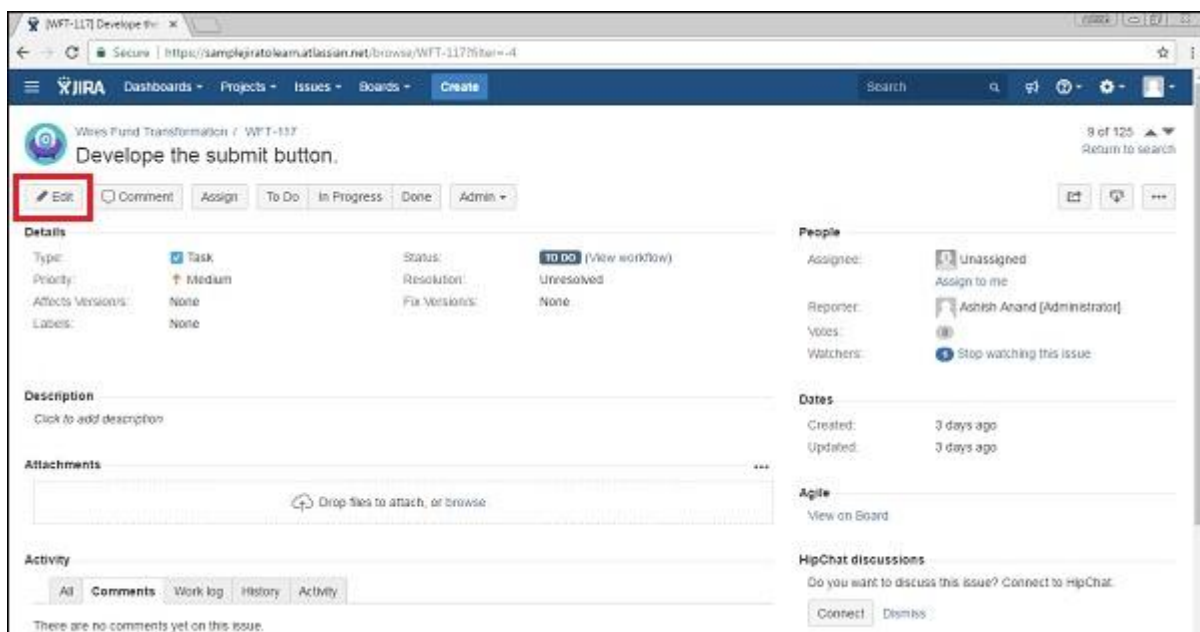 [WFT-117] Develope the
Secure | https://samplejiratolearn.atlassian.net/browse/WFT-117?filter=-4
JIRA Dashboards Projects Issues Boards Create Search
Wires Fund Transformation / WFT-117
9 of 125
Develope the submit button.
Return to search
Edit Comment Assign To Do In Progress Done Admin
Details
Type: Task Status: TO DO (View workflow)
Priority: Medium Resolution: Unresolved
Affects Version/s: None Fix Version/s: None
Labels: None
Description
Click to add description
Attachments
Drop files to attach, or browse.
Activity
All Comments Work log History Activity
There are no comments yet on this issue.
People
Assignee: Unassigned
Assign to me
Reporter: Ashish Anand [Administrator]
Votes: 0
Watchers: 1 Stop watching this issue
Dates
Created: 3 days ago
Updated: 3 days ago
Agile
View on Board
HipChat discussions
Do you want to discuss this issue? Connect to HipChat.
Connect Dismiss